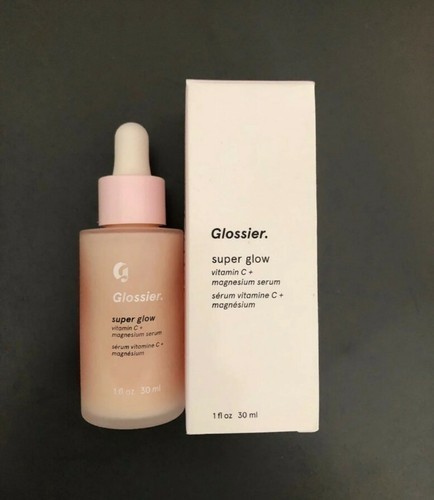 G
Glossier.
super glow
vitamin C +
magnesium serum
sérum vitamine C +
magnésium
1 fl oz 30 ml
Glossier.
super glow
vitamin C +
magnesium serum
sérum vitamine C +
magnésium
1 fl oz 30 ml